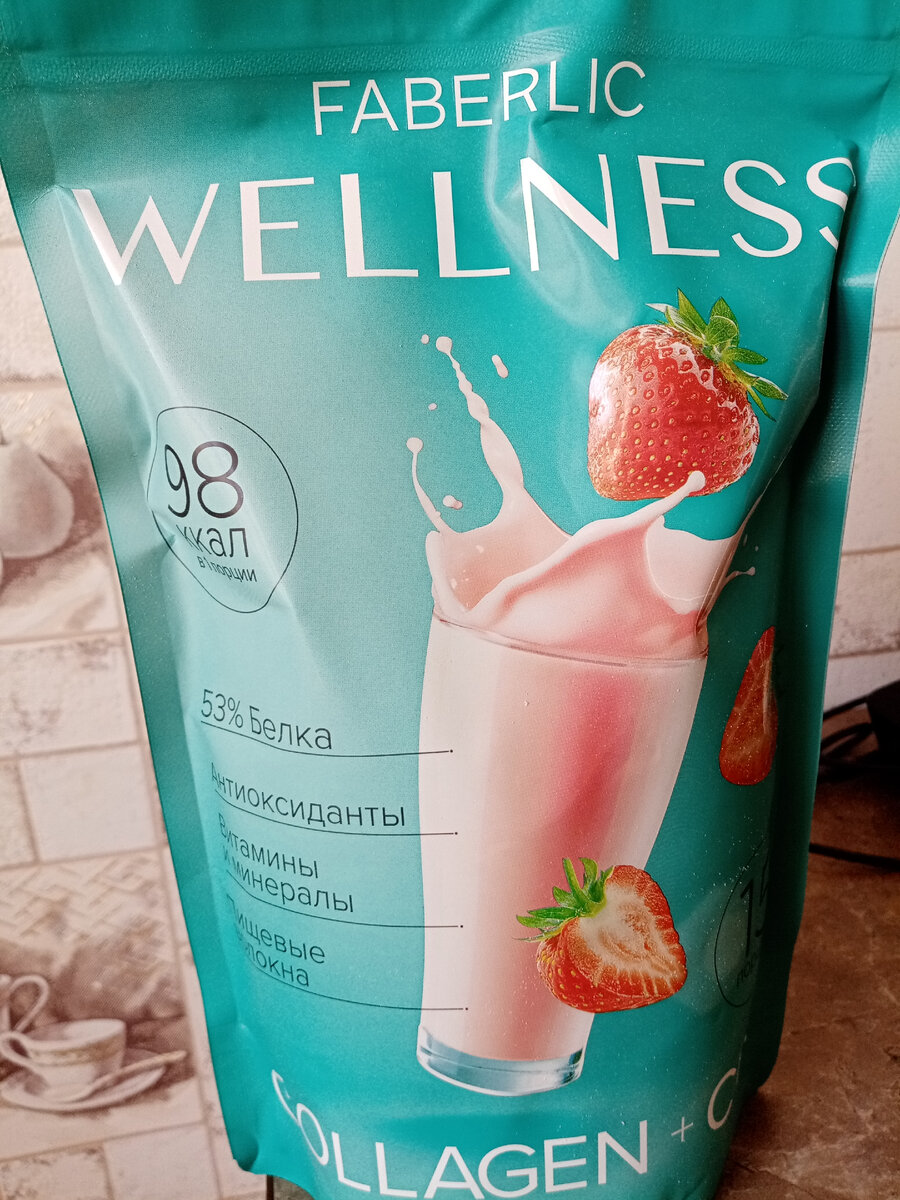 FABERLIC
WELLNESS
98
ккал
в 1 порции
53% Белка
Антиоксиданты
Витамины
и минералы
Пищевые
волокна
COLLAGEN + C